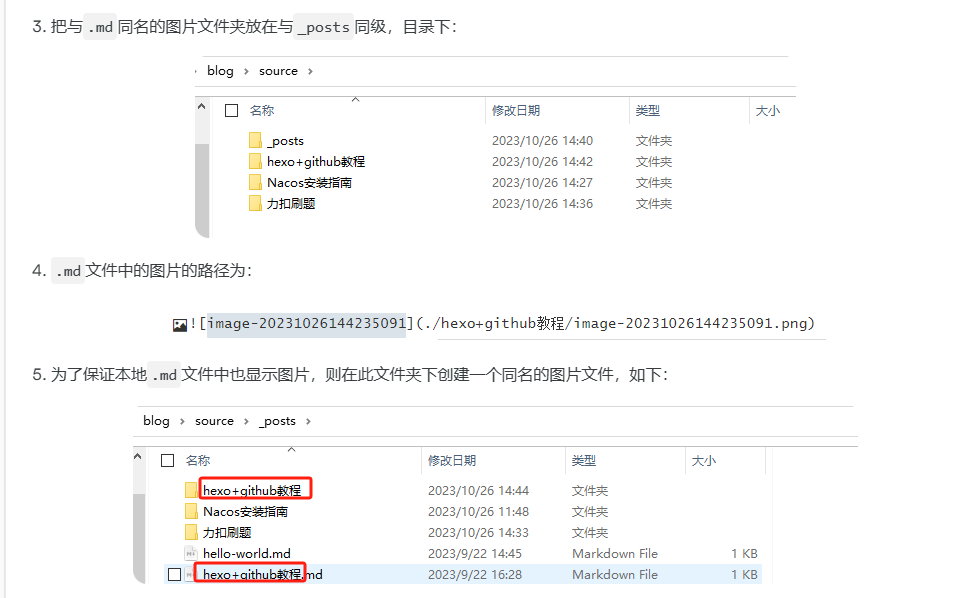 3. 把与 .md 同名的图片文件夹放在与 _posts 同级，目录下：
blog > source >
名称 修改日期 类型 大小
_posts 2023/10/26 14:40 文件夹
hexo+github教程 2023/10/26 14:42 文件夹
Nacos安装指南 2023/10/26 14:27 文件夹
力扣刷题 2023/10/26 14:36 文件夹
4. .md 文件中的图片的路径为：
![image-20231026144235091](./hexo+github教程/image-20231026144235091.png)
5. 为了保证本地 .md 文件中也显示图片，则在此文件夹下创建一个同名的图片文件，如下：
blog > source > _posts >
名称 修改日期 类型 大小
hexo+github教程 2023/10/26 14:44 文件夹
Nacos安装指南 2023/10/26 11:48 文件夹
力扣刷题 2023/10/26 14:33 文件夹
hello-world.md 2023/9/22 14:45 Markdown File 1 KB
hexo+github教程.md 2023/9/22 16:28 Markdown File 1 KB